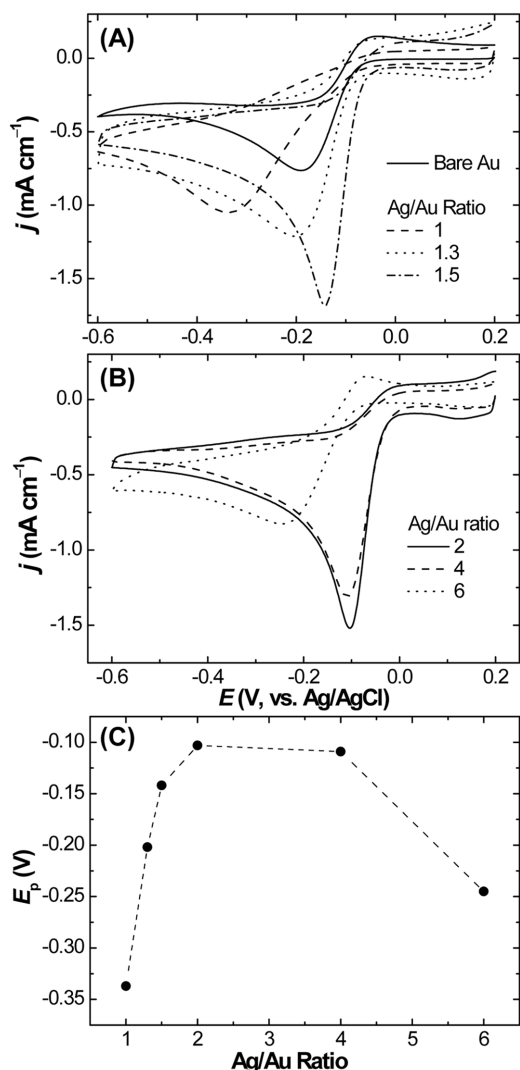 (A)
0.0
-0.5
-1.0
-1.5
j (mA cm⁻¹)
Bare Au
Ag/Au Ratio
1
1.3
1.5
-0.6 -0.4 -0.2 0.0 0.2
(B)
0.0
-0.5
-1.0
-1.5
j (mA cm⁻¹)
Ag/Au ratio
2
4
6
-0.6 -0.4 -0.2 0.0 0.2
E (V, vs. Ag/AgCl)
(C)
-0.10
-0.15
-0.20
-0.25
-0.30
-0.35
Eₚ (V)
1 2 3 4 5 6
Ag/Au Ratio